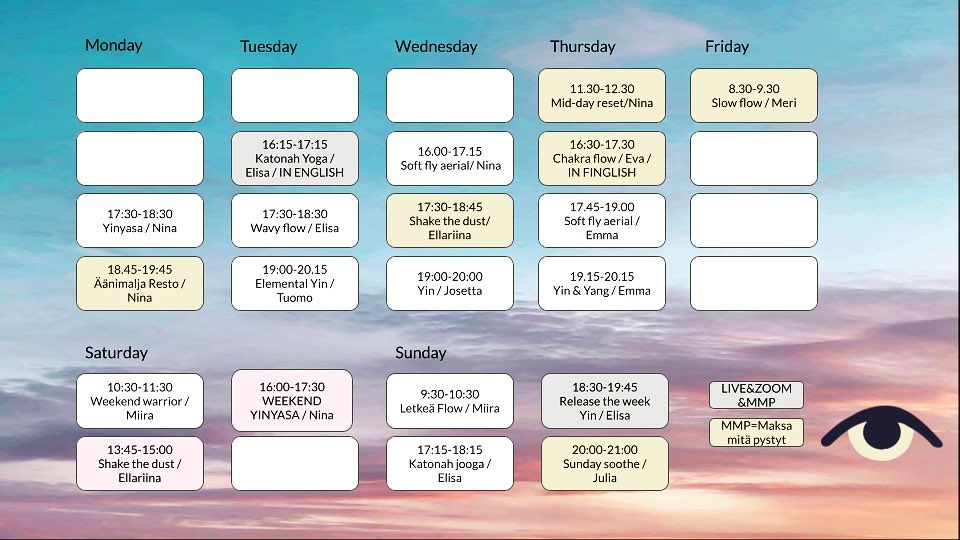 Monday
Tuesday
Wednesday
Thursday
Friday
11.30-12.30
Mid-day reset/Nina
8.30-9.30
Slow flow / Meri
16:15-17:15
Katonah Yoga /
Elisa / IN ENGLISH
16.00-17.15
Soft fly aerial/ Nina
16:30-17.30
Chakra flow / Eva /
IN FINGLISH
17:30-18:30
Yinyasa / Nina
17:30-18:30
Wavy flow / Elisa
17:30-18:45
Shake the dust/
Ellariina
17.45-19.00
Soft fly aerial /
Emma
18.45-19:45
Äänimalja Resto /
Nina
19:00-20.15
Elemental Yin /
Tuomo
19:00-20:00
Yin / Josetta
19.15-20.15
Yin & Yang / Emma
Saturday
Sunday
10:30-11:30
Weekend warrior /
Miira
16:00-17:30
WEEKEND
YINYASA / Nina
9:30-10:30
Letkeä Flow / Miira
18:30-19:45
Release the week
Yin / Elisa
LIVE&ZOOM
&MMP
13:45-15:00
Shake the dust /
Ellariina
17:15-18:15
Katonah jooga /
Elisa
20:00-21:00
Sunday soothe /
Julia
MMP=Maksa
mitä pystyt